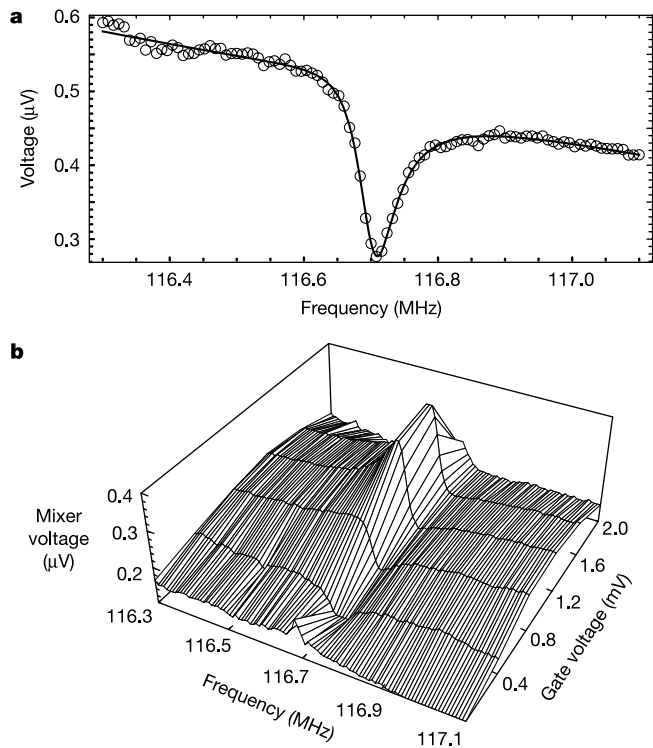 a
0.6
0.5
0.4
0.3
Voltage (μV)
116.4 116.6 116.8 117.0
Frequency (MHz)
b
0.4
0.3
0.2
Mixer
voltage
(μV)
116.3
116.5
116.7
116.9
117.1
Frequency (MHz)
2.0
1.6
1.2
0.8
0.4
Gate voltage (mV)